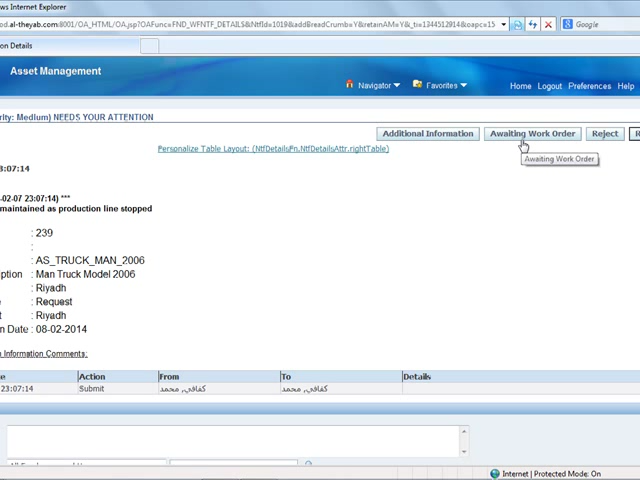 ws Internet Explorer
od.al-theyab.com:8001/OA_HTML/OA.jsp?OAFunc=FND_WFNTF_DETAILS&NtfId=1019&addBreadCrumb=Y&retainAM=Y&_ti=1344512914&oapc=15
Google
on Details
Asset Management
Navigator
Favorites
Home
Logout
Preferences
Help
rity: Medium) NEEDS YOUR ATTENTION
Additional Information
Awaiting Work Order
Reject
Personalize Table Layout: (NtfDetailsFn.NtfDetailsAttr.rightTable)
Awaiting Work Order
3:07:14
-02-07 23:07:14) ***
maintained as production line stopped
: 239
:
: AS_TRUCK_MAN_2006
ption : Man Truck Model 2006
: Riyadh
e : Request
t : Riyadh
n Date : 08-02-2014
n Information Comments:
te Action From To Details
23:07:14 Submit كفافي, محمد كفافي, محمد
Internet | Protected Mode: On